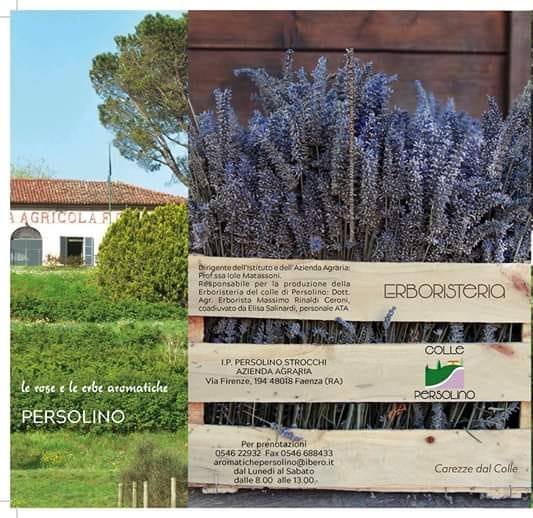 A AGRICOLA F
le rose e le erbe aromatiche
PERSOLINO
Dirigente dell'Istituto e dell'Azienda Agraria:
Prof.ssa Iole Matassoni.
Responsabile per la produzione della
Erboristeria del colle di Persolino: Dott.
Agr. Erborista Massimo Rinaldi Ceroni,
coadiuvato da Elisa Salinardi, personale ATA
ERBORISTERIA
I.P. PERSOLINO STROCCHI
AZIENDA AGRARIA
Via Firenze, 194 48018 Faenza (RA)
COLLE
PERSOLINO
Per prenotazioni
0546 22932 Fax 0546 688433
aromatichepersolino@libero.it
dal Lunedì al Sabato
dalle 8.00 alle 13.00.
Carezze dal Colle